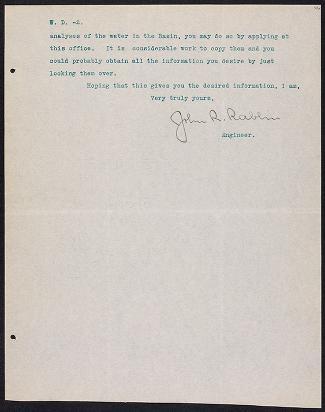 W. D. -2.
analyses of the water in the Basin, you may do so by applying at
this office. It is considerable work to copy them and you
could probably obtain all the information you desire by just
looking them over.
Hoping that this gives you the desired information, I am,
Very truly yours,
John R. Rablin
Engineer.